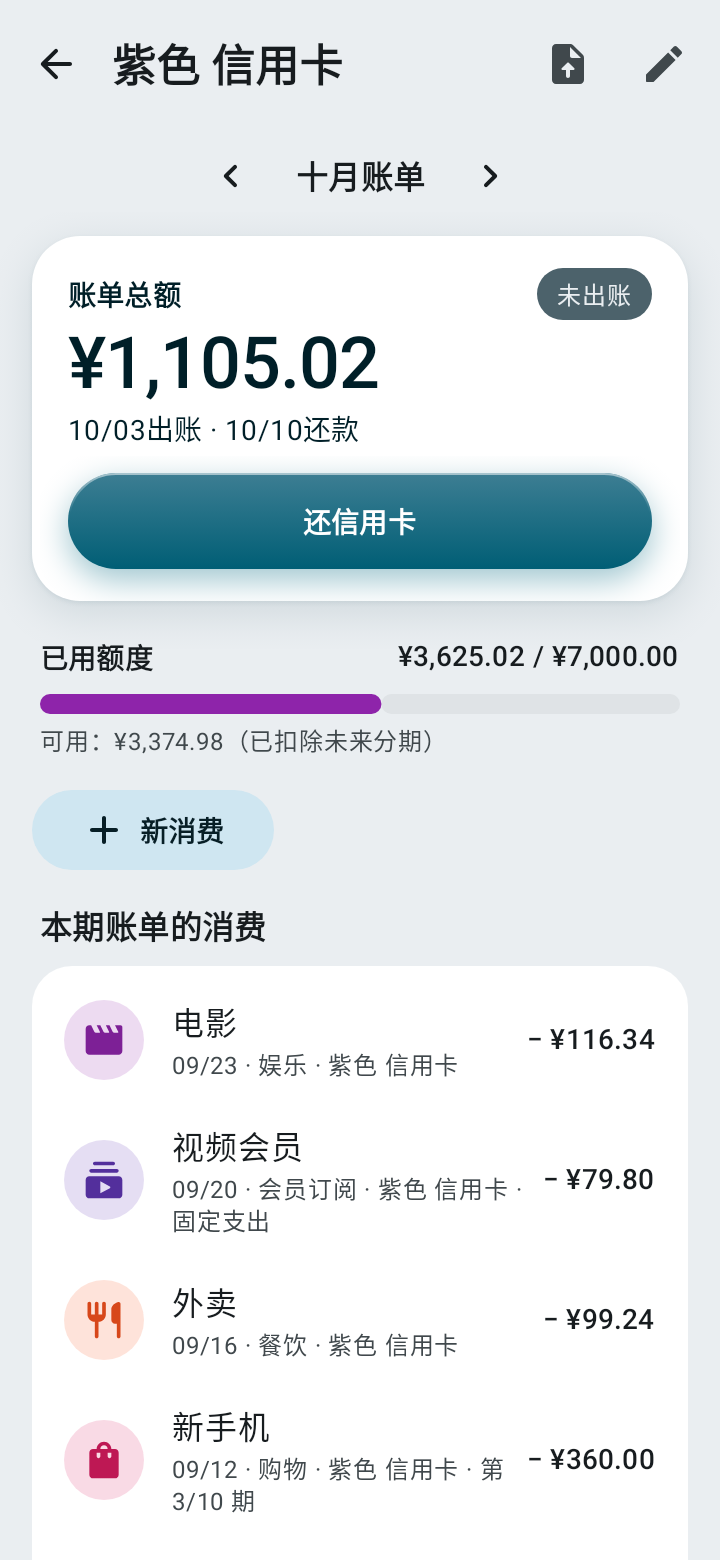 紫色 信用卡
十月账单
账单总额
未出账
¥1,105.02
10/03出账 · 10/10还款
还信用卡
已用额度
¥3,625.02 / ¥7,000.00
可用：¥3,374.98（已扣除未来分期）
新消费
本期账单的消费
电影
09/23 · 娱乐 · 紫色 信用卡
− ¥116.34
视频会员
09/20 · 会员订阅 · 紫色 信用卡 ·
固定支出
− ¥79.80
外卖
09/16 · 餐饮 · 紫色 信用卡
− ¥99.24
新手机
09/12 · 购物 · 紫色 信用卡 · 第
3/10 期
− ¥360.00